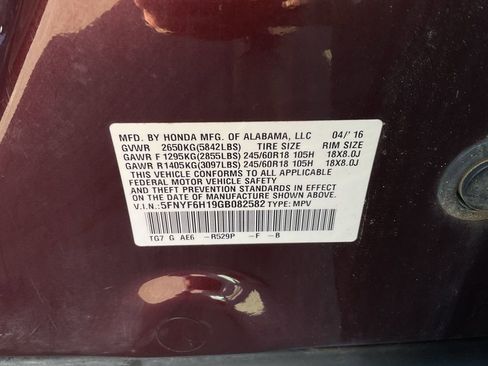 MFD. BY HONDA MFG. OF ALABAMA, LLC 04/'16
GVWR 2650KG(5842LBS) TIRE SIZE RIM SIZE
GAWR F 1295KG(2855LBS) 245/60R18 105H 18X8.0J
GAWR R1405KG(3097LBS) 245/60R18 105H 18X8.0J
THIS VEHICLE CONFORMS TO ALL APPLICABLE
FEDERAL MOTOR VEHICLE SAFETY, BUMPER,
AND THEFT PREVENTION STANDARDS IN EFFECT
ON THE DATE OF MANUFACTURE SHOWN ABOVE.
V.I.N.: 5FNYF6H19GB082582 TYPE: MPV
TG7 G AE6 -R529P -F -B